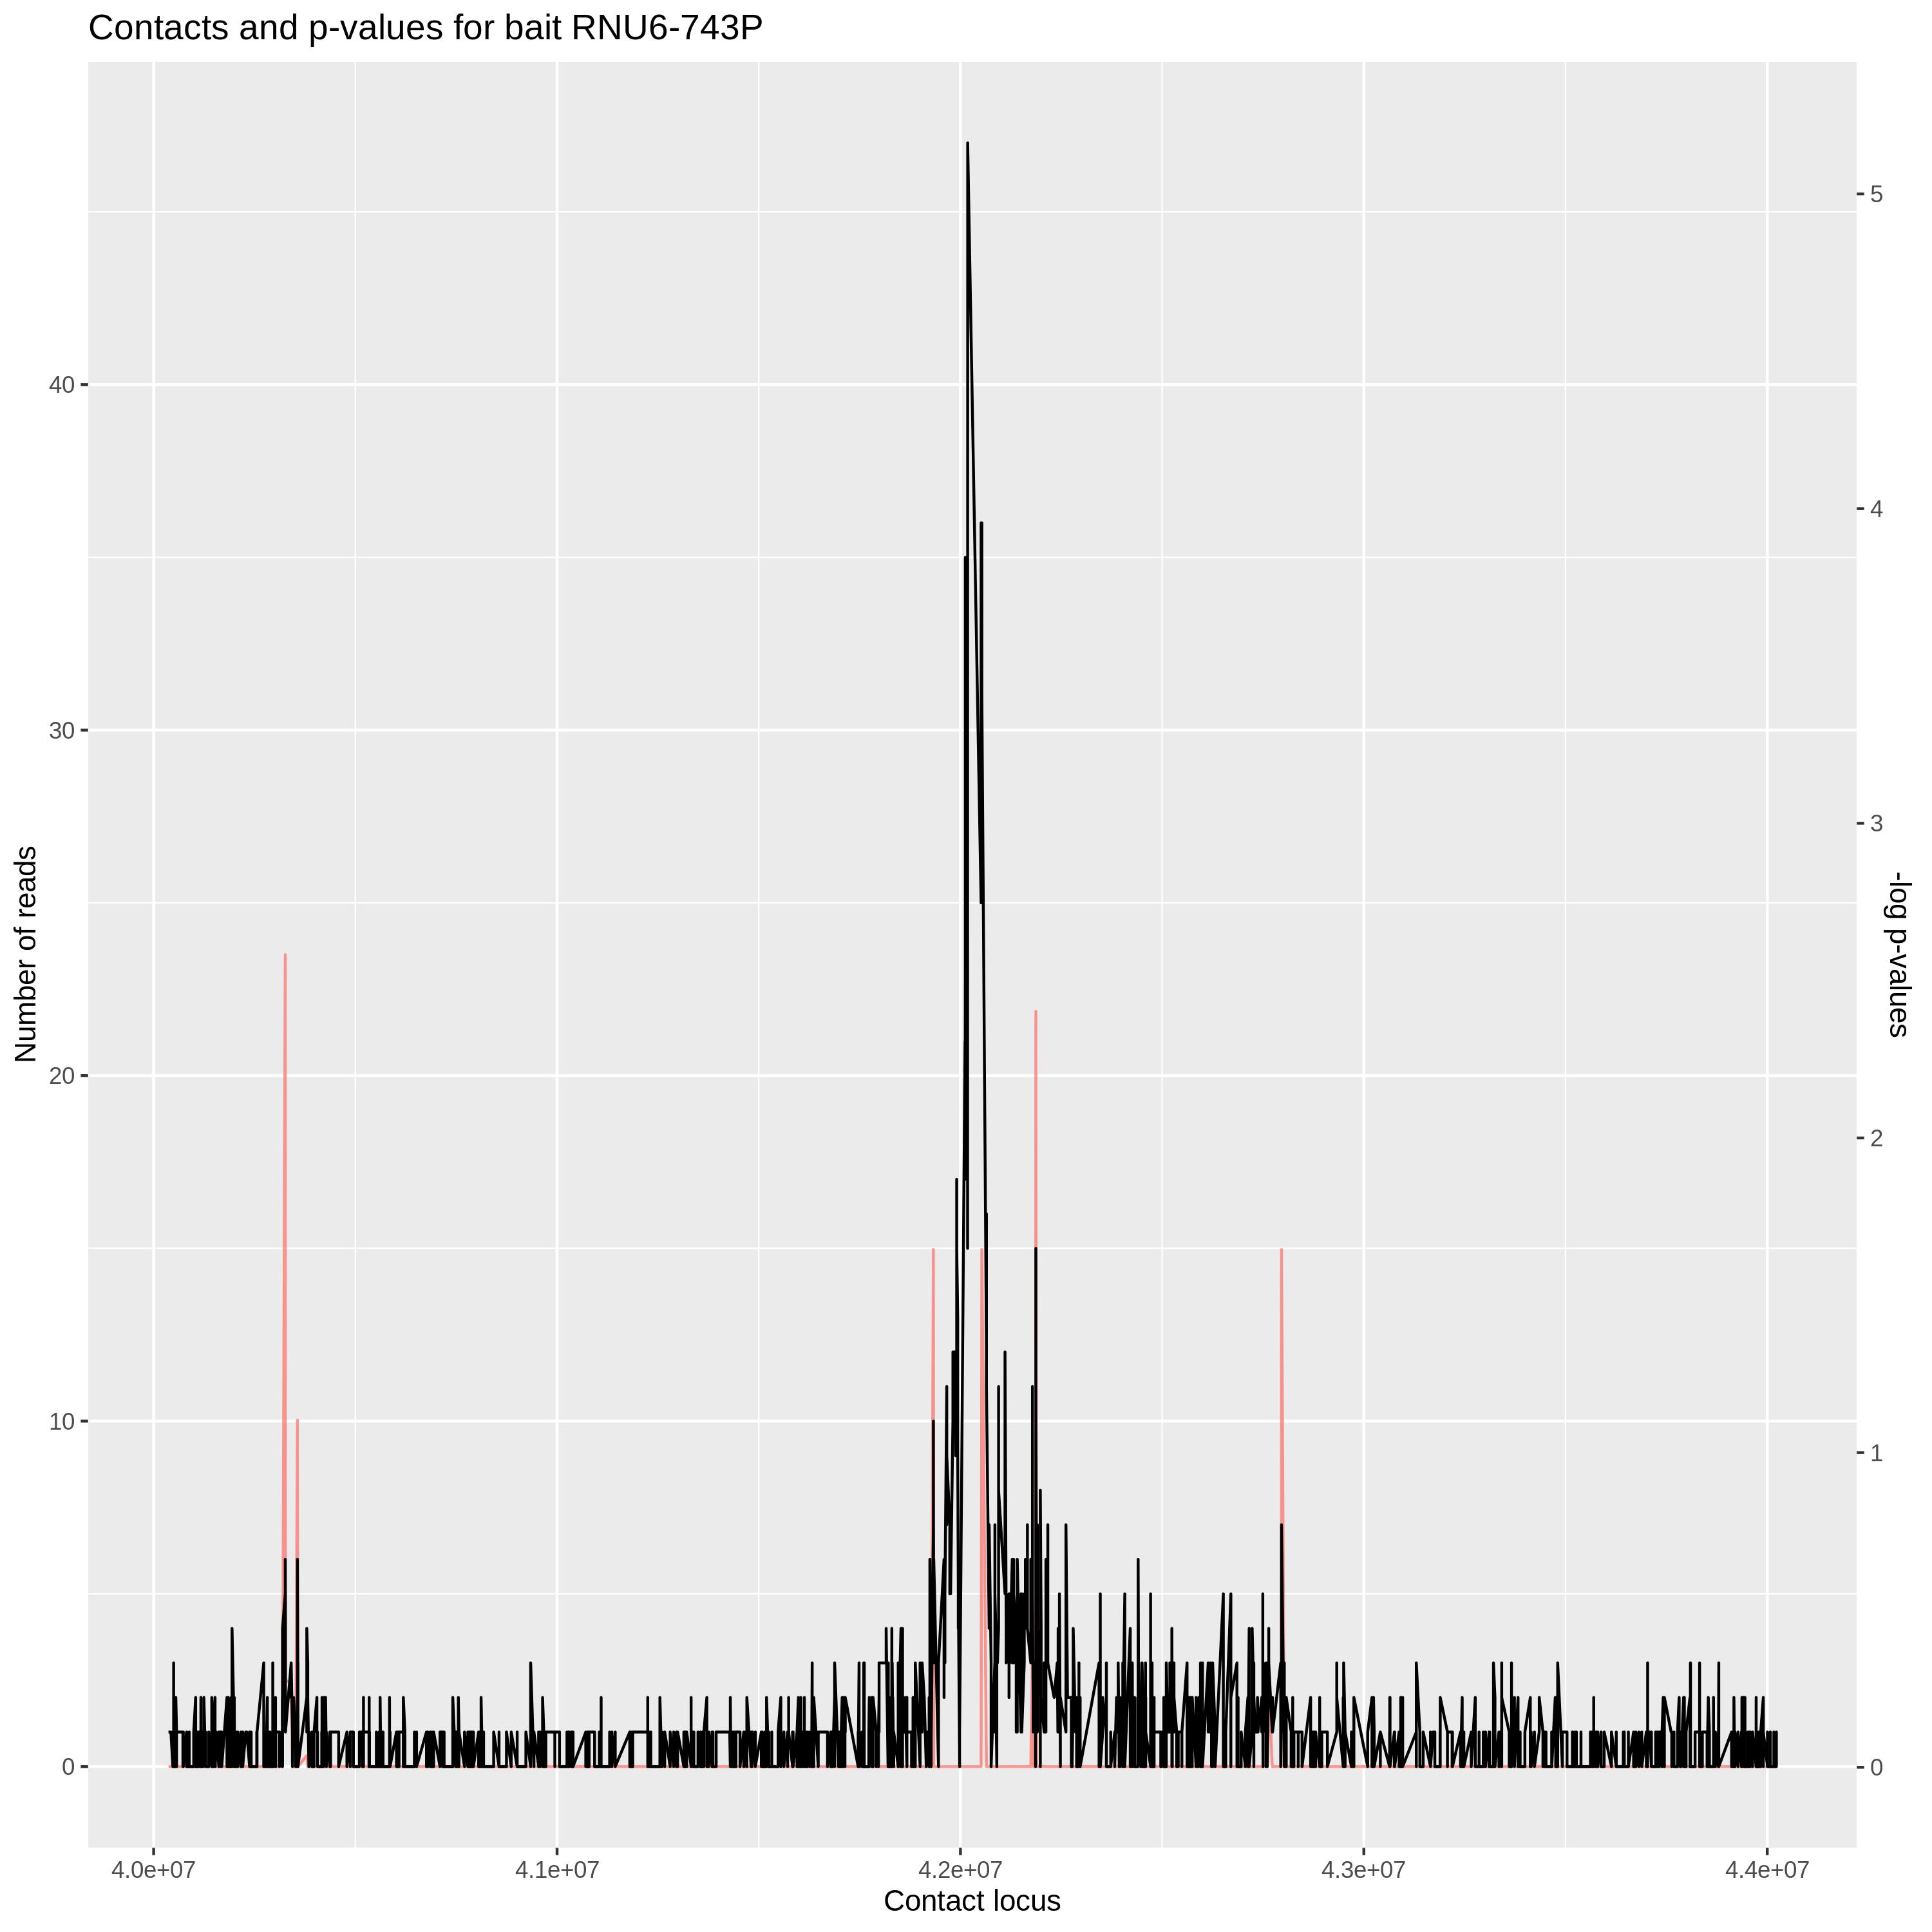 Contacts and p-values for bait RNU6-743P
Number of reads
40
30
20
10
0
5
4
3
2
1
0
-log p-values
4.0e+07 4.1e+07 4.2e+07 4.3e+07 4.4e+07
Contact locus